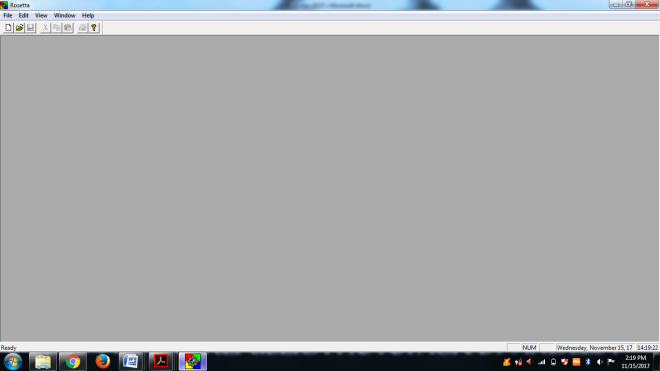 Rosetta
File Edit View Window Help
Ready
NUM
Wednesday, November 15, 17
14:19:22
2:19 PM
11/15/2017